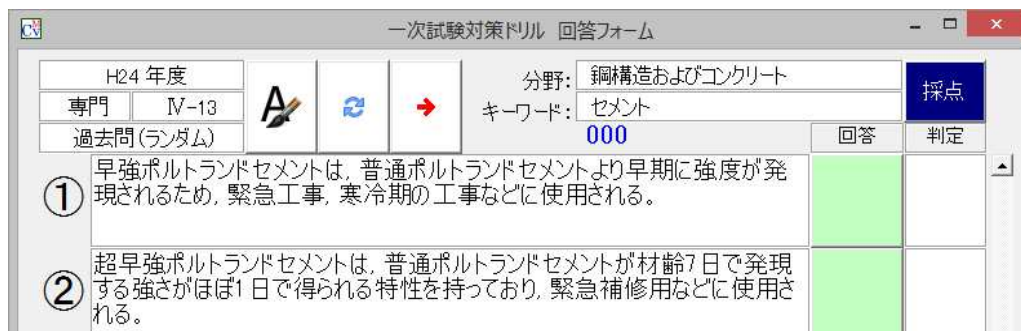 CV 一次試験対策ドリル 回答フォーム
H24 年度
専門 Ⅳ-13
過去問(ランダム)
A
分野: 鋼構造およびコンクリート
キーワード: セメント
000
採点
回答 判定
① 早強ポルトランドセメントは, 普通ポルトランドセメントより早期に強度が発
現されるため, 緊急工事, 寒冷期の工事などに使用される。
② 超早強ポルトランドセメントは, 普通ポルトランドセメントが材齢7日で発現
する強さがほぼ1日で得られる特性を持っており, 緊急補修用などに使用さ
れる。